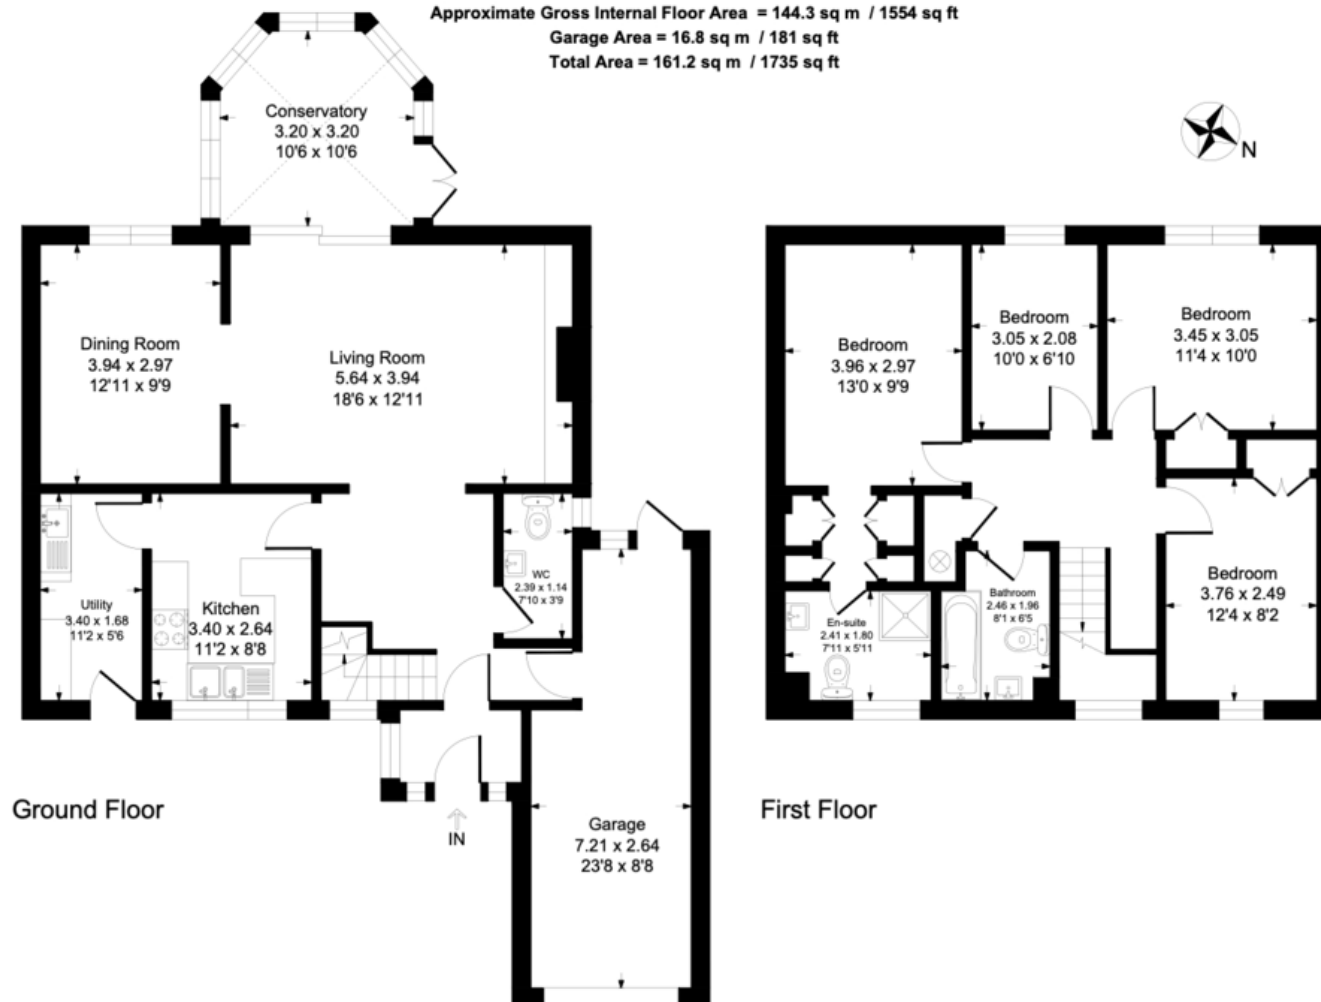 Approximate Gross Internal Floor Area = 144.3 sq m / 1554 sq ft
Garage Area = 16.8 sq m / 181 sq ft
Total Area = 161.2 sq m / 1735 sq ft
N
Conservatory
3.20 x 3.20
10'6 x 10'6
Dining Room
3.94 x 2.97
12'11 x 9'9
Living Room
5.64 x 3.94
18'6 x 12'11
Utility
3.40 x 1.68
11'2 x 5'6
Kitchen
3.40 x 2.64
11'2 x 8'8
WC
2.39 x 1.14
7'10 x 3'9
Garage
7.21 x 2.64
23'8 x 8'8
IN
Ground Floor
Bedroom
3.96 x 2.97
13'0 x 9'9
Bedroom
3.05 x 2.08
10'0 x 6'10
Bedroom
3.45 x 3.05
11'4 x 10'0
Bedroom
3.76 x 2.49
12'4 x 8'2
En-suite
2.41 x 1.80
7'11 x 5'11
Bathroom
2.46 x 1.96
8'1 x 6'5
First Floor